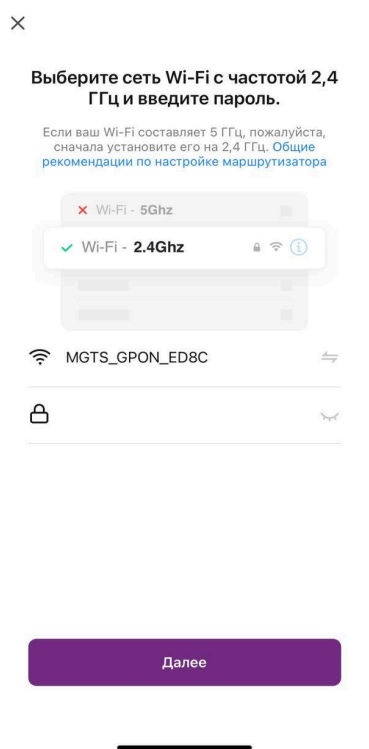 Выберите сеть Wi-Fi с частотой 2,4
ГГц и введите пароль.
Если ваш Wi-Fi составляет 5 ГГц, пожалуйста,
сначала установите его на 2,4 ГГц. Общие
рекомендации по настройке маршрутизатора
Wi-Fi - 5Ghz
Wi-Fi - 2.4Ghz
MGTS_GPON_ED8C
Далее